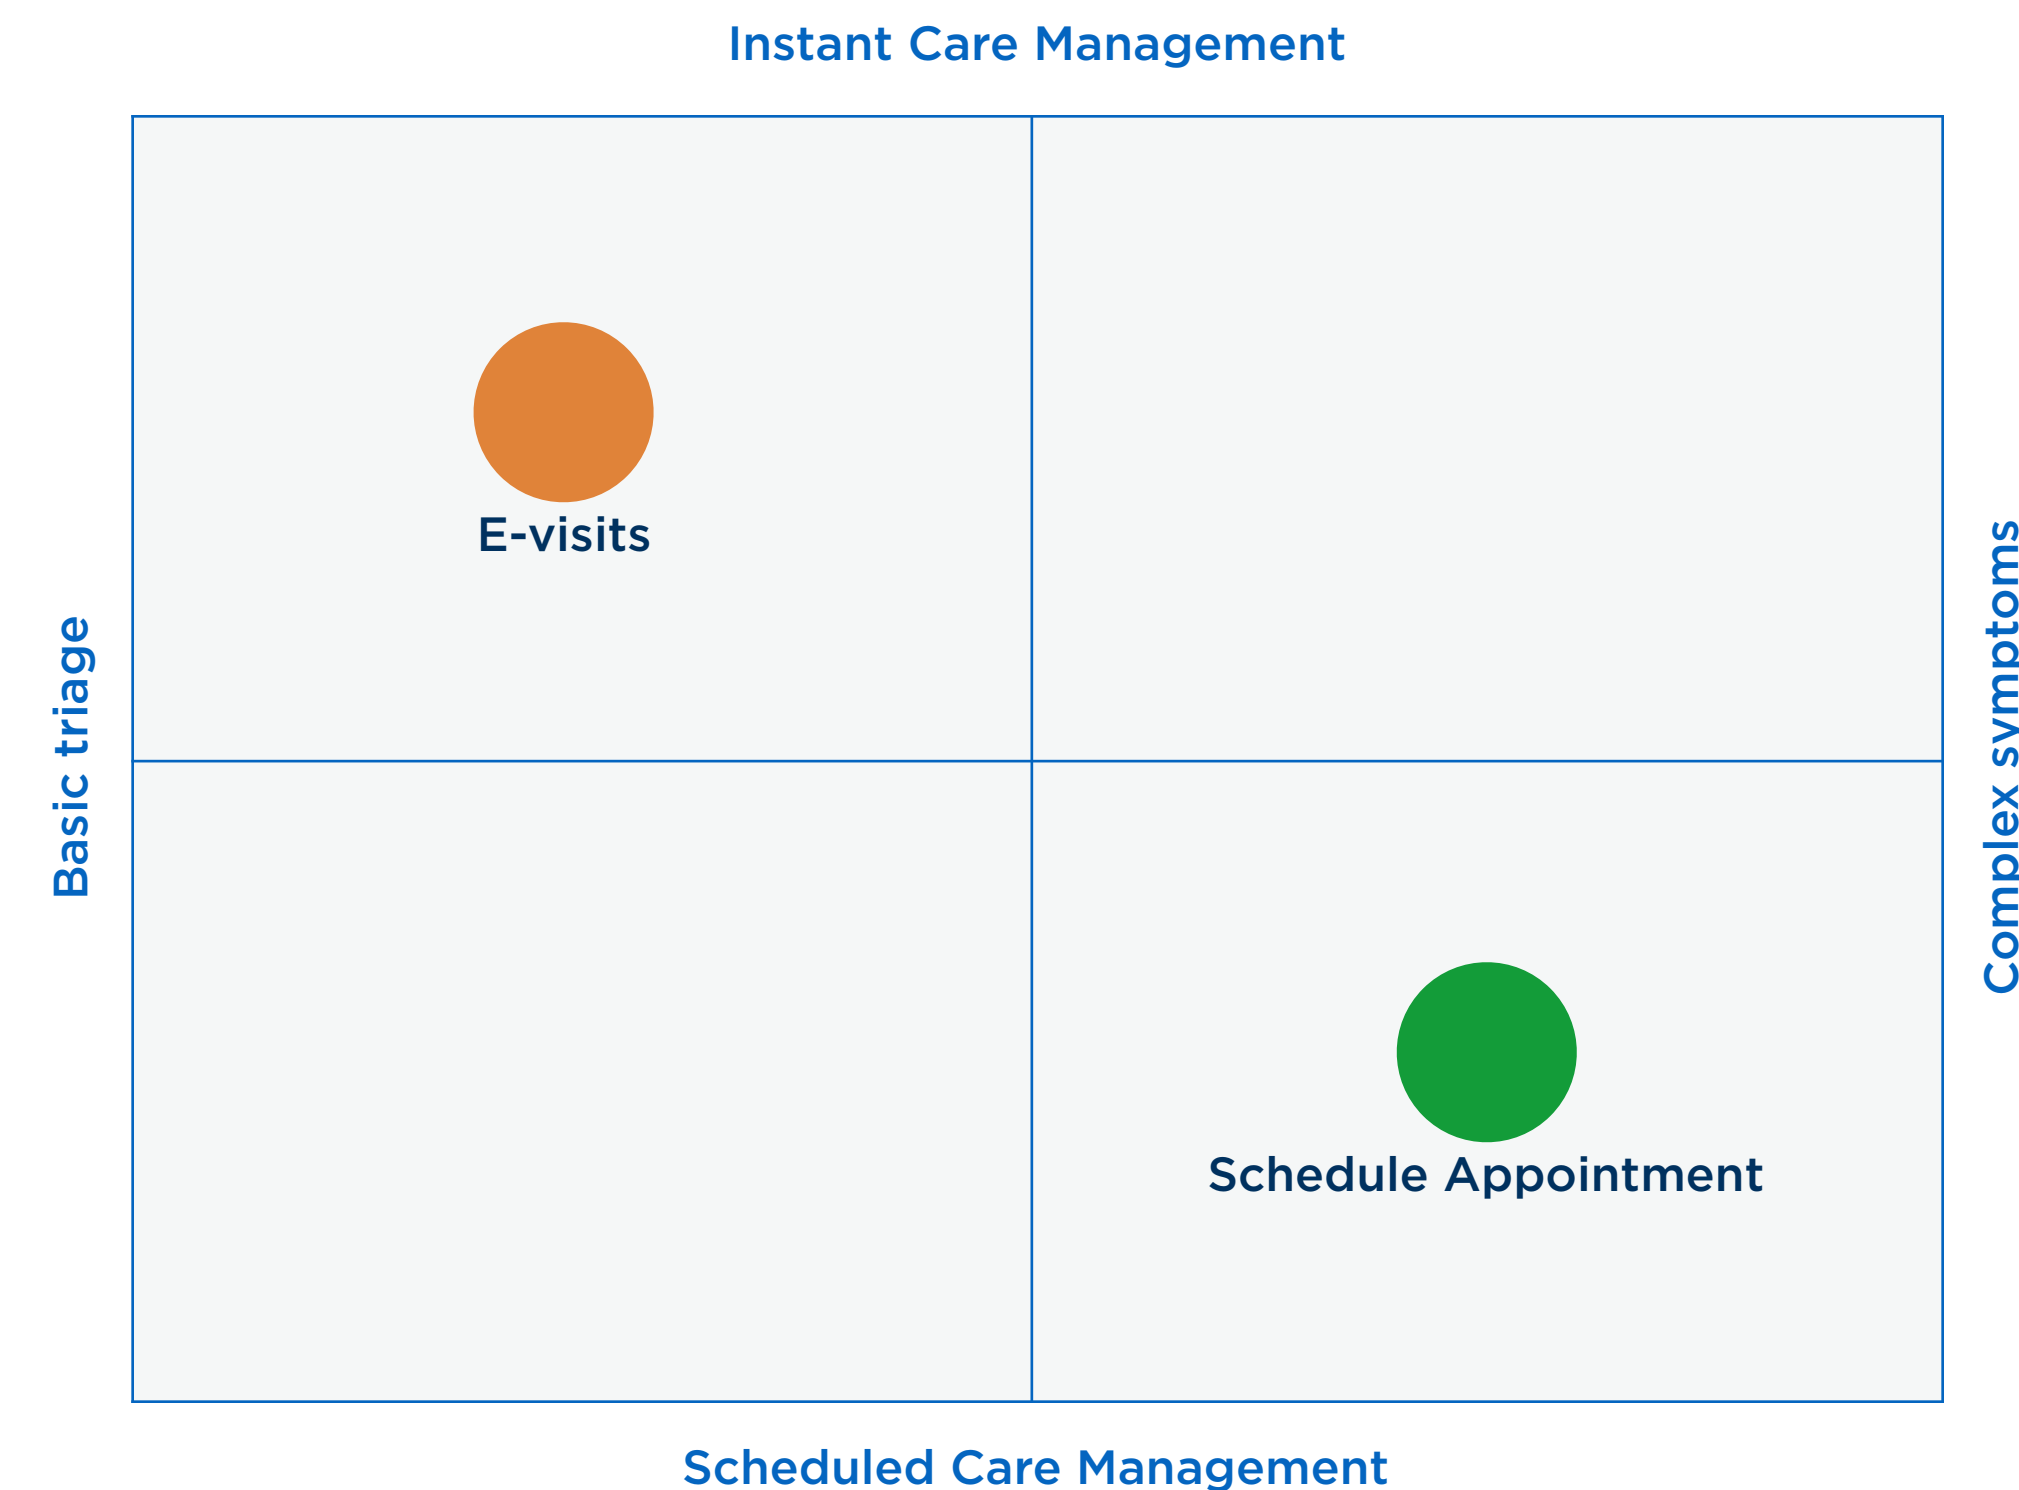 Instant Care Management
E-visits
Basic triage
Complex symptoms
Schedule Appointment
Scheduled Care Management